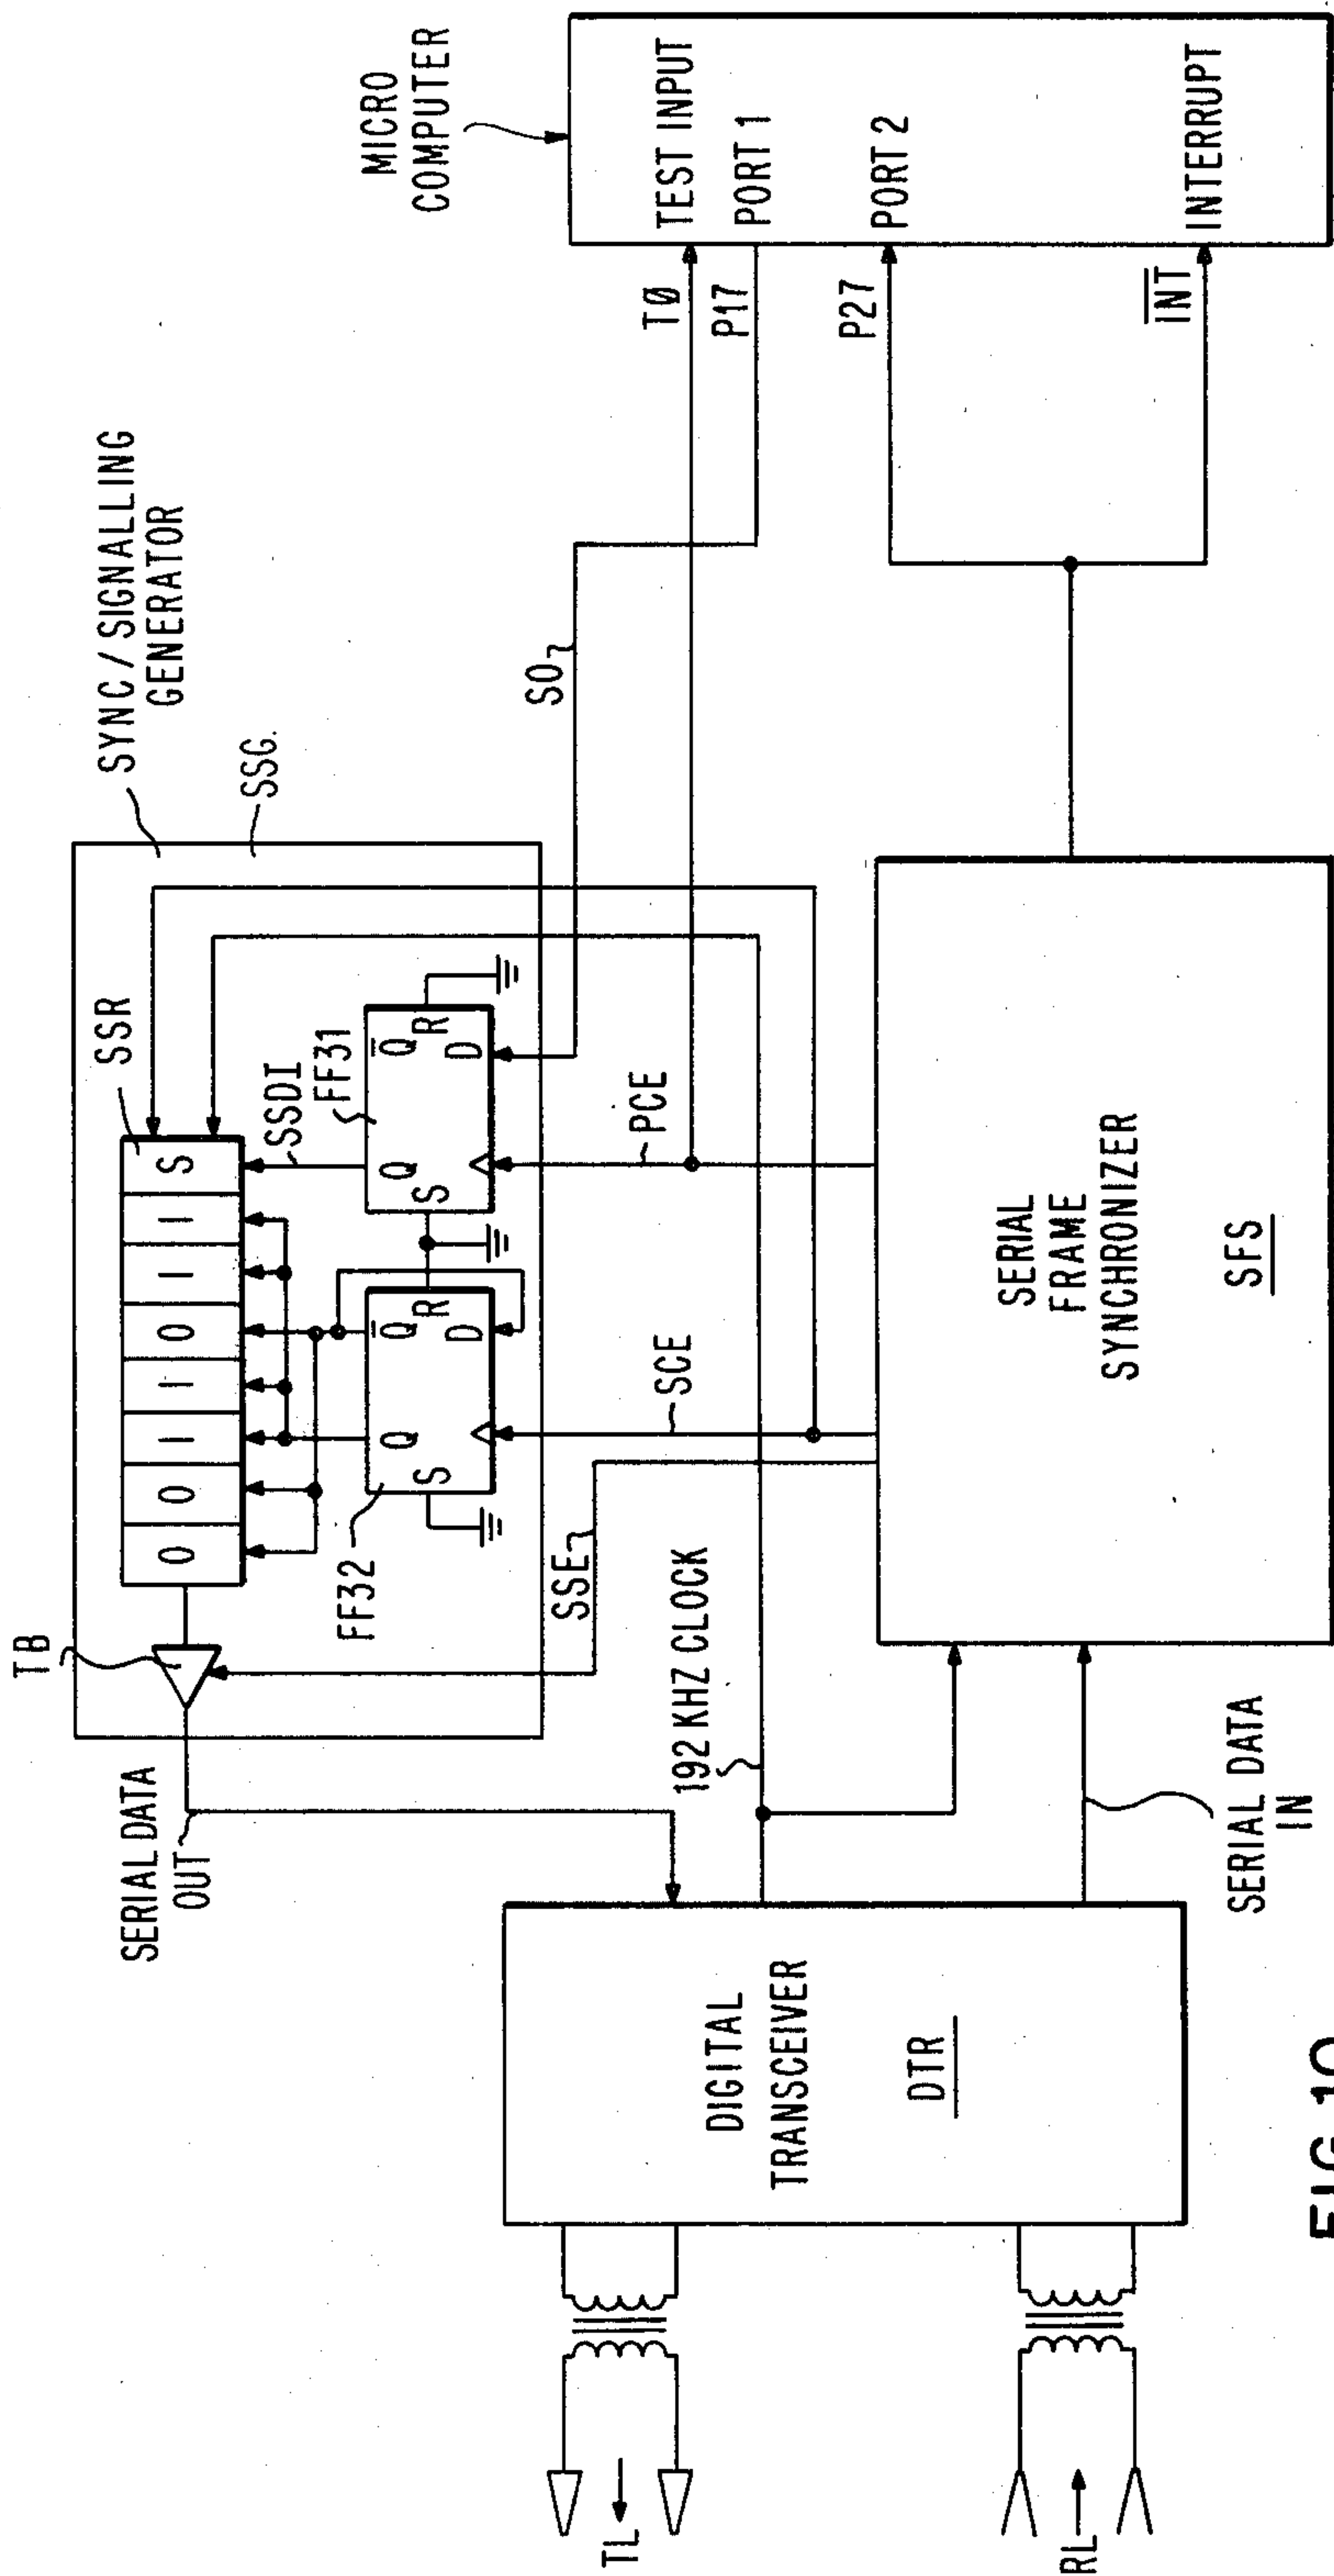 MICRO
COMPUTER
TEST INPUT
PORT 1
PORT 2
INTERRUPT
TØ
P17
P27
INT
SYNC / SIGNALLING
GENERATOR
SSG.
SO
SSR
0 0 1 1 0 1 1 S
SSDI
FF31
Q
Q
S
R
D
FF32
Q
Q
S
R
D
TB
PCE
SCE
SSE
SERIAL DATA
OUT
192 KHZ CLOCK
SERIAL
FRAME
SYNCHRONIZER
SFS
SERIAL DATA
IN
DIGITAL
TRANSCEIVER
DTR
TL
RL